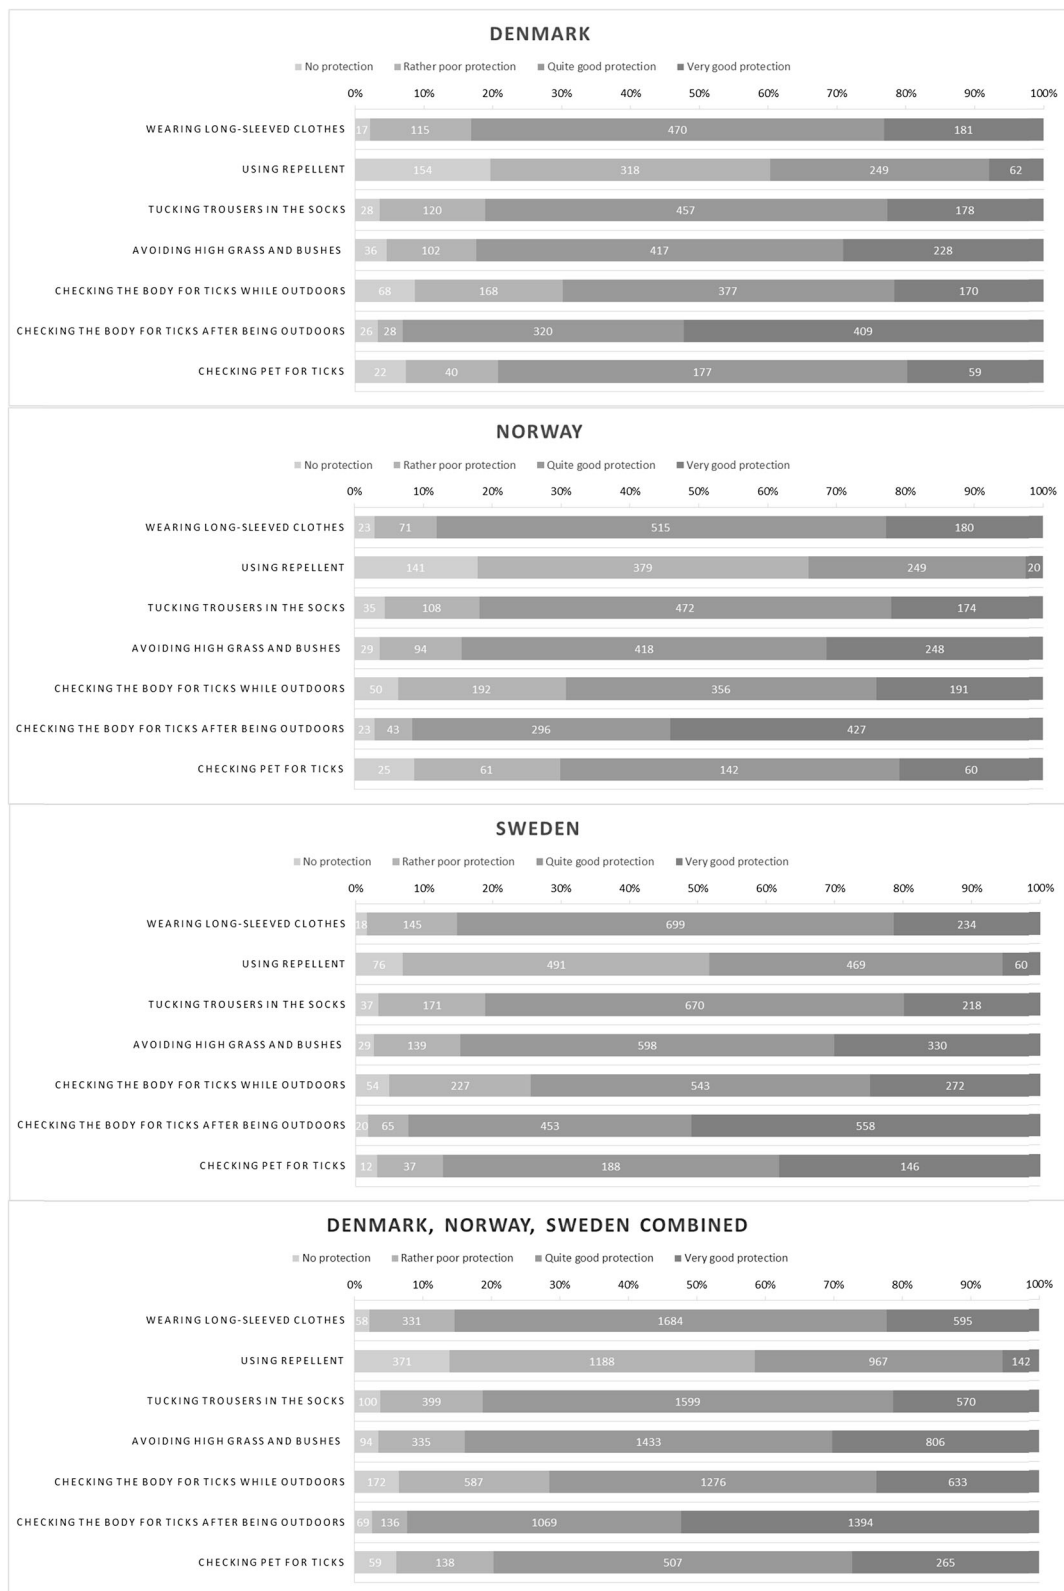 DENMARK
No protection Rather poor protection Quite good protection Very good protection
0% 10% 20% 30% 40% 50% 60% 70% 80% 90% 100%
WEARING LONG-SLEEVED CLOTHES 17 115 470 181
USING REPELLENT 154 318 249 62
TUCKING TROUSERS IN THE SOCKS 28 120 457 178
AVOIDING HIGH GRASS AND BUSHES 36 102 417 228
CHECKING THE BODY FOR TICKS WHILE OUTDOORS 68 168 377 170
CHECKING THE BODY FOR TICKS AFTER BEING OUTDOORS 26 28 320 409
CHECKING PET FOR TICKS 22 40 177 59
NORWAY
No protection Rather poor protection Quite good protection Very good protection
0% 10% 20% 30% 40% 50% 60% 70% 80% 90% 100%
WEARING LONG-SLEEVED CLOTHES 23 71 515 180
USING REPELLENT 141 379 249 20
TUCKING TROUSERS IN THE SOCKS 35 108 472 174
AVOIDING HIGH GRASS AND BUSHES 29 94 418 248
CHECKING THE BODY FOR TICKS WHILE OUTDOORS 50 192 356 191
CHECKING THE BODY FOR TICKS AFTER BEING OUTDOORS 23 43 296 427
CHECKING PET FOR TICKS 25 61 142 60
SWEDEN
No protection Rather poor protection Quite good protection Very good protection
0% 10% 20% 30% 40% 50% 60% 70% 80% 90% 100%
WEARING LONG-SLEEVED CLOTHES 18 145 699 234
USING REPELLENT 76 491 469 60
TUCKING TROUSERS IN THE SOCKS 37 171 670 218
AVOIDING HIGH GRASS AND BUSHES 29 139 598 330
CHECKING THE BODY FOR TICKS WHILE OUTDOORS 54 227 543 272
CHECKING THE BODY FOR TICKS AFTER BEING OUTDOORS 20 65 453 558
CHECKING PET FOR TICKS 12 37 188 146
DENMARK, NORWAY, SWEDEN COMBINED
No protection Rather poor protection Quite good protection Very good protection
0% 10% 20% 30% 40% 50% 60% 70% 80% 90% 100%
WEARING LONG-SLEEVED CLOTHES 58 331 1684 595
USING REPELLENT 371 1188 967 142
TUCKING TROUSERS IN THE SOCKS 100 399 1599 570
AVOIDING HIGH GRASS AND BUSHES 94 335 1433 806
CHECKING THE BODY FOR TICKS WHILE OUTDOORS 172 587 1276 633
CHECKING THE BODY FOR TICKS AFTER BEING OUTDOORS 69 136 1069 1394
CHECKING PET FOR TICKS 59 138 507 265